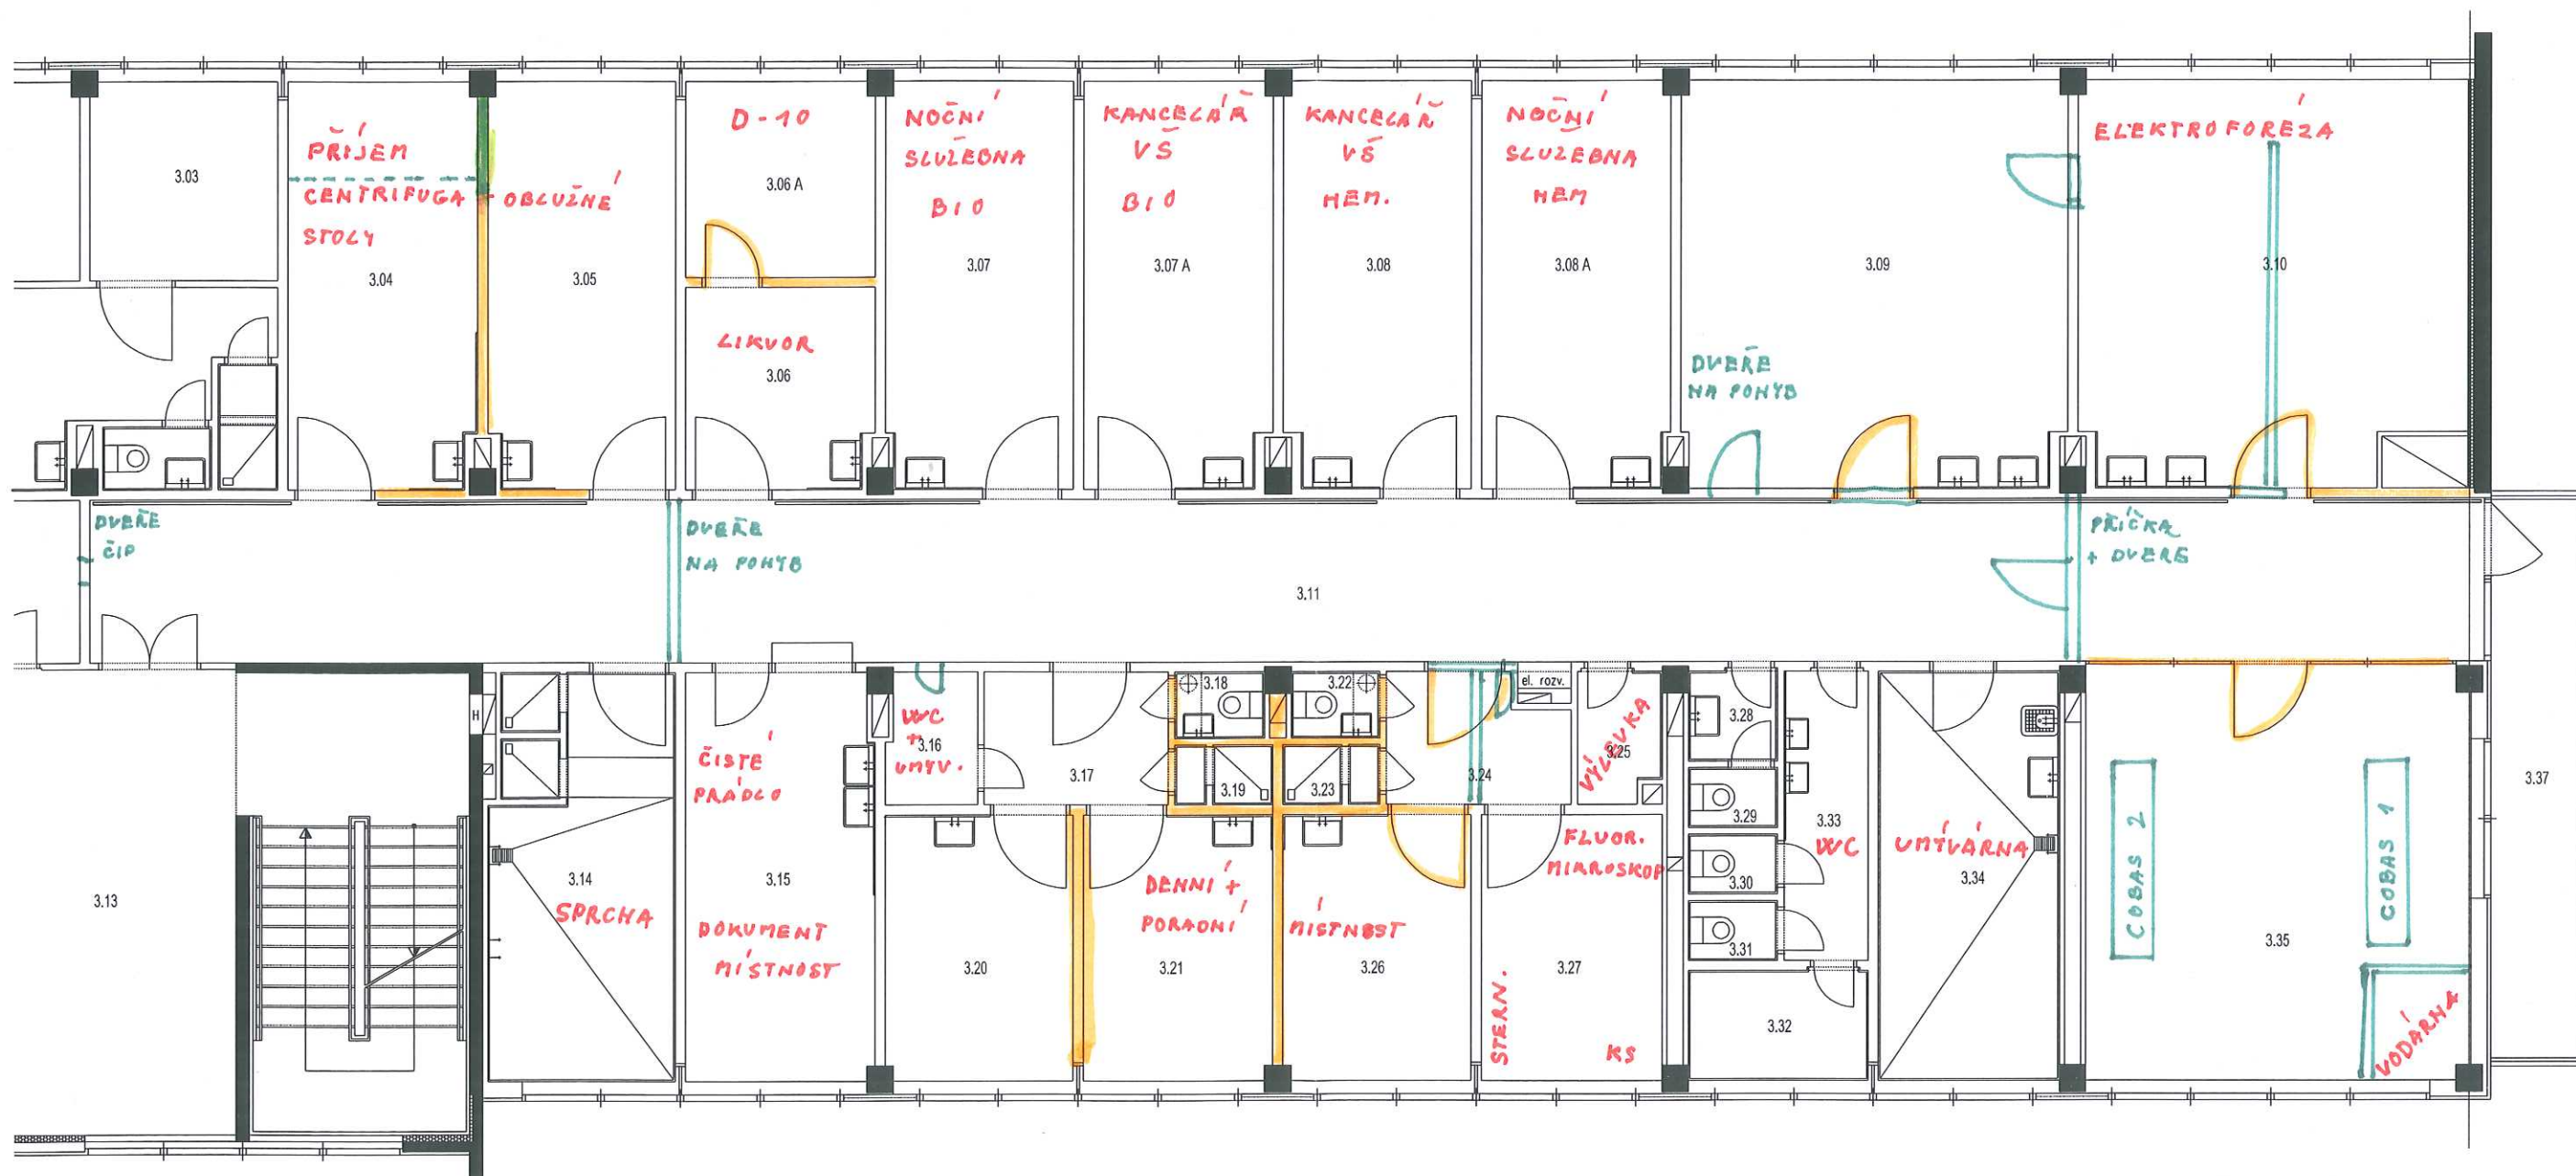 3.03
PŘÍJEM
CENTRIFUGA + OBSLUŽNÉ
STOLY
3.04
3.05
D-10
3.06 A
LIKVOR
3.06
NOČNÍ
SLUŽEBNA
BIO
3.07
KANCELÁŘ
VŠ
BIO
3.07 A
KANCELÁŘ
VŠ
HEM.
3.08
NOČNÍ
SLUŽEBNA
HEM
3.08 A
3.09
DVEŘE
NA POHYB
ELEKTROFORÉZA
3.10
DVEŘE
ČIP
DVEŘE
NA POHYB
3.11
PŘÍČKA
+ DVEŘE
3.13
H
3.14
SPRCHA
ČISTÉ
PRÁDLO
3.15
DOKUMENT
MÍSTNOST
WC
+
3.16
UMYV.
3.17
3.18
3.19
3.20
DENNÍ +
PORADNÍ
3.21
3.22
3.23
MÍSTNOST
3.26
3.24
el. rozv.
VÝLEVKA
3.25
FLUOR.
MIKROSKOP
3.27
STERN.
KS
3.28
3.29
3.30
3.31
3.32
3.33
WC
UMÝVÁRNA
3.34
COBAS 2
COBAS 1
3.35
VODÁRNA
3.37